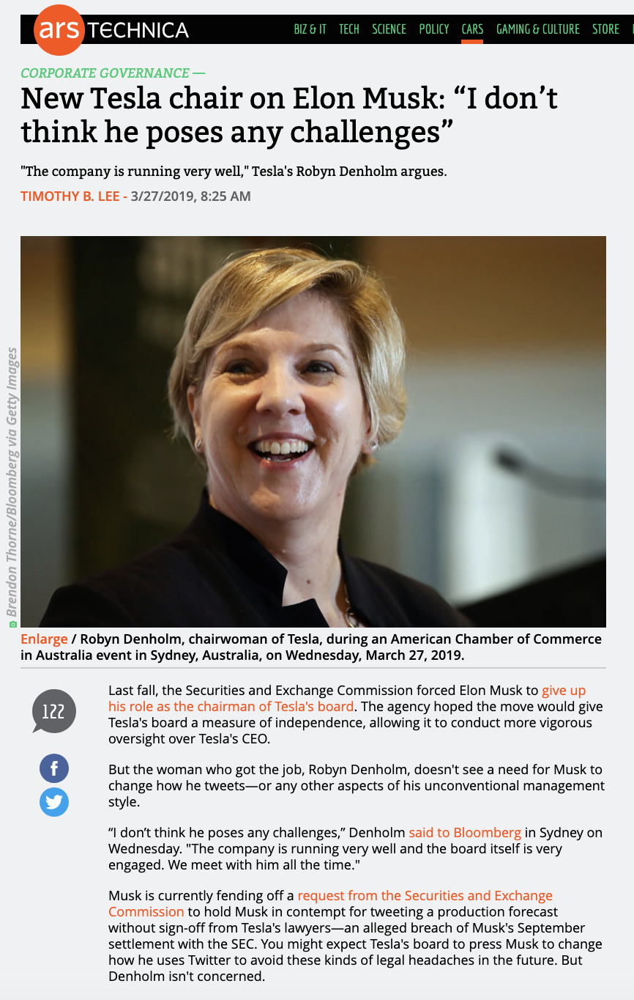 ars TECHNICA
BIZ & IT TECH SCIENCE POLICY CARS GAMING & CULTURE STORE
CORPORATE GOVERNANCE —
New Tesla chair on Elon Musk: “I don’t
think he poses any challenges”
"The company is running very well," Tesla's Robyn Denholm argues.
TIMOTHY B. LEE - 3/27/2019, 8:25 AM
Brendon Thorne/Bloomberg via Getty Images
Enlarge / Robyn Denholm, chairwoman of Tesla, during an American Chamber of Commerce
in Australia event in Sydney, Australia, on Wednesday, March 27, 2019.
122
Last fall, the Securities and Exchange Commission forced Elon Musk to give up
his role as the chairman of Tesla's board. The agency hoped the move would give
Tesla's board a measure of independence, allowing it to conduct more vigorous
oversight over Tesla's CEO.
But the woman who got the job, Robyn Denholm, doesn't see a need for Musk to
change how he tweets—or any other aspects of his unconventional management
style.
“I don’t think he poses any challenges,” Denholm said to Bloomberg in Sydney on
Wednesday. "The company is running very well and the board itself is very
engaged. We meet with him all the time."
Musk is currently fending off a request from the Securities and Exchange
Commission to hold Musk in contempt for tweeting a production forecast
without sign-off from Tesla's lawyers—an alleged breach of Musk's September
settlement with the SEC. You might expect Tesla's board to press Musk to change
how he uses Twitter to avoid these kinds of legal headaches in the future. But
Denholm isn't concerned.